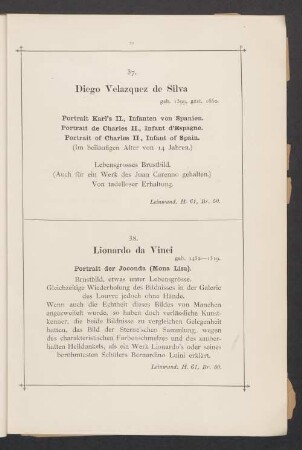 37.
Diego Velazquez de Silva
geb. 1599, gest. 1660.
Portrait Karl's II., Infanten von Spanien.
Portrait de Charles II., Infant d'Espagne.
Portrait of Charles II., Infant of Spain.
(im beiläufigen Alter von 14 Jahren.)
Lebensgrosses Brustbild.
(Auch für ein Werk des Juan Carenno gehalten.)
Von tadelloser Erhaltung.
Leinwand. H. 61, Br. 50.
38.
Lionardo da Vinci
geb. 1452—1519.
Portrait der Joconda (Mona Lisa).
Brustbild, etwas unter Lebensgrösse.
Gleichzeitige Wiederholung des Bildnisses in der Galerie
des Louvre jedoch ohne Hände.
Wenn auch die Echtheit dieses Bildes von Manchen
angezweifelt wurde, so haben doch verlässliche Kunst-
kenner, die beide Bildnisse zu vergleichen Gelegenheit
hatten, das Bild der Sterne'schen Sammlung, wegen
des charakteristischen Farbenschmelzes und des zauber-
haften Helldunkels, als ein Werk Lionardo's oder seines
berühmtesten Schülers Bernardino Luini erklärt.
Leinwand. H. 61, Br. 60.